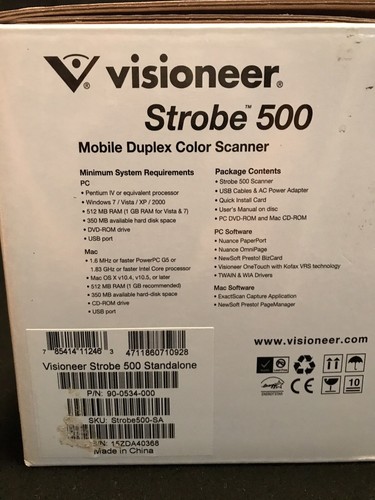 visioneer®
Strobe™ 500
Mobile Duplex Color Scanner
Minimum System Requirements
PC
• Pentium IV or equivalent processor
• Windows 7 / Vista / XP / 2000
• 512 MB RAM (1 GB RAM for Vista & 7)
• 350 MB available hard disk space
• DVD-ROM drive
• USB port
Mac
• 1.6 MHz or faster PowerPC G5 or
1.83 GHz or faster Intel Core processor
• Mac OS X v10.4, v10.5, or later
• 512 MB RAM (1 GB recommended)
• 350 MB available hard-disk space
• CD-ROM drive
• USB port
Package Contents
• Strobe 500 Scanner
• USB Cables & AC Power Adapter
• Quick Install Card
• User's Manual on disc
• PC DVD-ROM and Mac CD-ROM
PC Software
• Nuance PaperPort
• Nuance OmniPage
• NewSoft Presto! BizCard
• Visioneer OneTouch with Kofax VRS technology
• TWAIN & WIA Drivers
Mac Software
• ExactScan Capture Application
• NewSoft Presto! PageManager
www.visioneer.com
7 85414 11246 3
4711860710928
Visioneer Strobe 500 Standalone
P/N: 90-0534-000
SKU: Strobe500-SA
S/N: 15ZDA40368
Made in China
CE
10